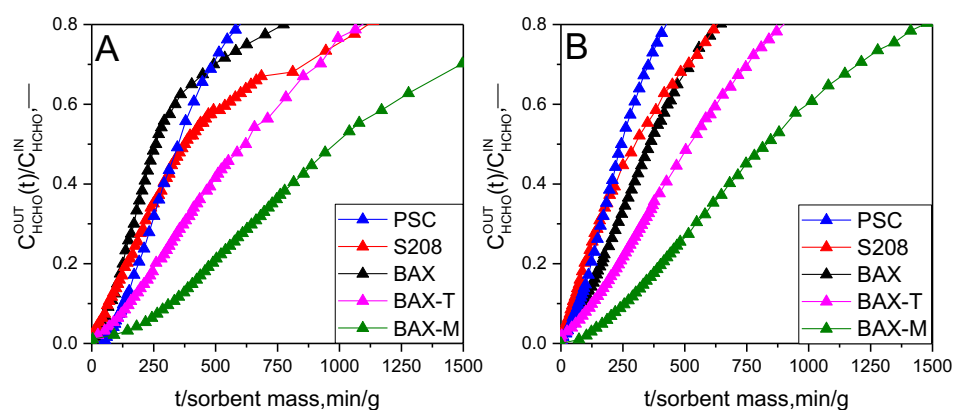 A
0.8
0.6
0.4
0.2
0.0
C^OUT_HCHO(t)/C^IN_HCHO,__
PSC
S208
BAX
BAX-T
BAX-M
0 250 500 750 1000 1250 1500
t/sorbent mass,min/g
B
0.8
0.6
0.4
0.2
0.0
C^OUT_HCHO(t)/C^IN_HCHO,__
PSC
S208
BAX
BAX-T
BAX-M
0 250 500 750 1000 1250 1500
t/sorbent mass,min/g